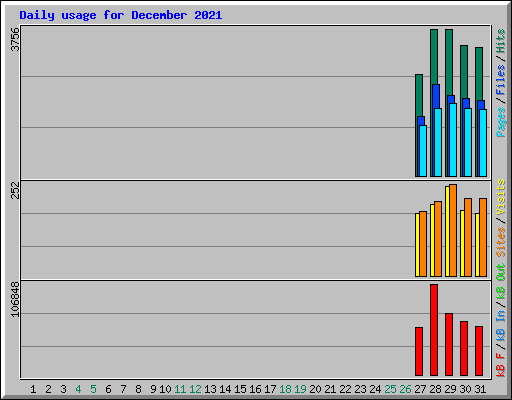 Daily usage for December 2021
3756
252
106848
Pages/Files/Hits
Sites/Visits
kB F/kB In/kB Out
1 2 3 4 5 6 7 8 9 10 11 12 13 14 15 16 17 18 19 20 21 22 23 24 25 26 27 28 29 30 31